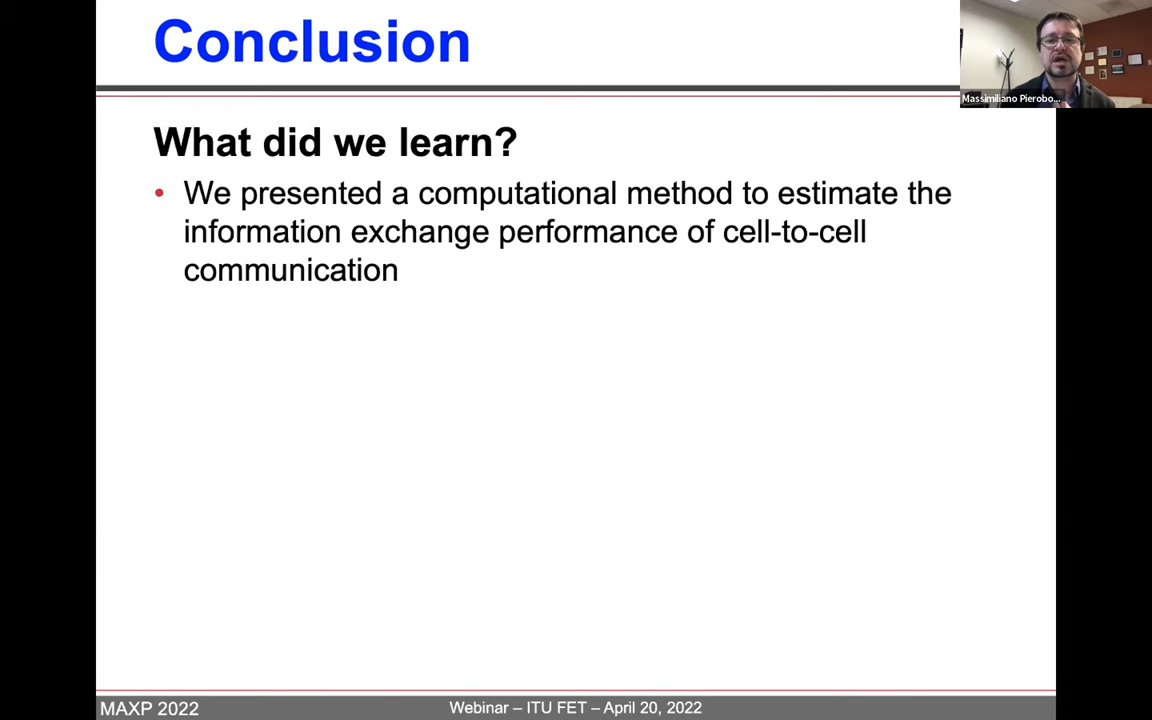 Conclusion
Massimiliano Pierobo...
What did we learn?
• We presented a computational method to estimate the
information exchange performance of cell-to-cell
communication
MAXP 2022
Webinar – ITU FET – April 20, 2022